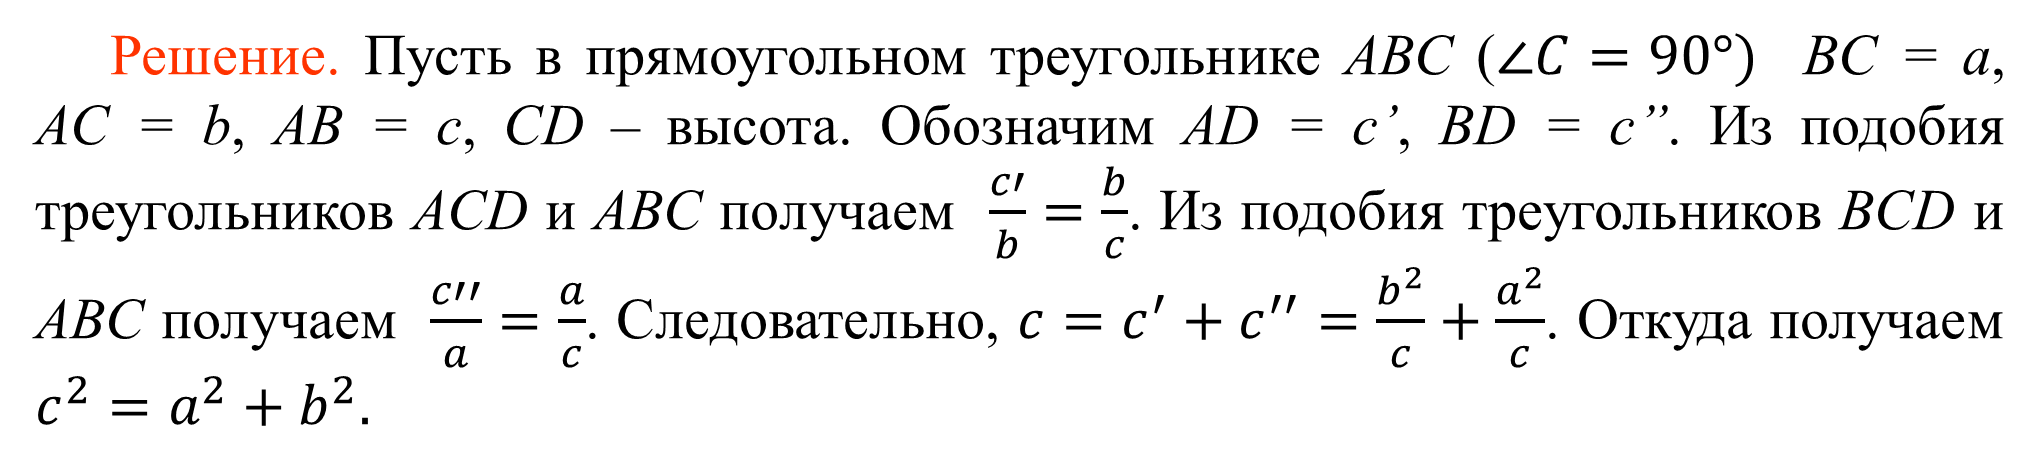 Решение. Пусть в прямоугольном треугольнике ABC (∠C = 90°) BC = a,
AC = b, AB = c, CD – высота. Обозначим AD = c’, BD = c’’. Из подобия
треугольников ACD и ABC получаем c′/b = b/c. Из подобия треугольников BCD и
ABC получаем c′′/a = a/c. Следовательно, c = c′ + c′′ = b²/c + a²/c. Откуда получаем
c² = a² + b².